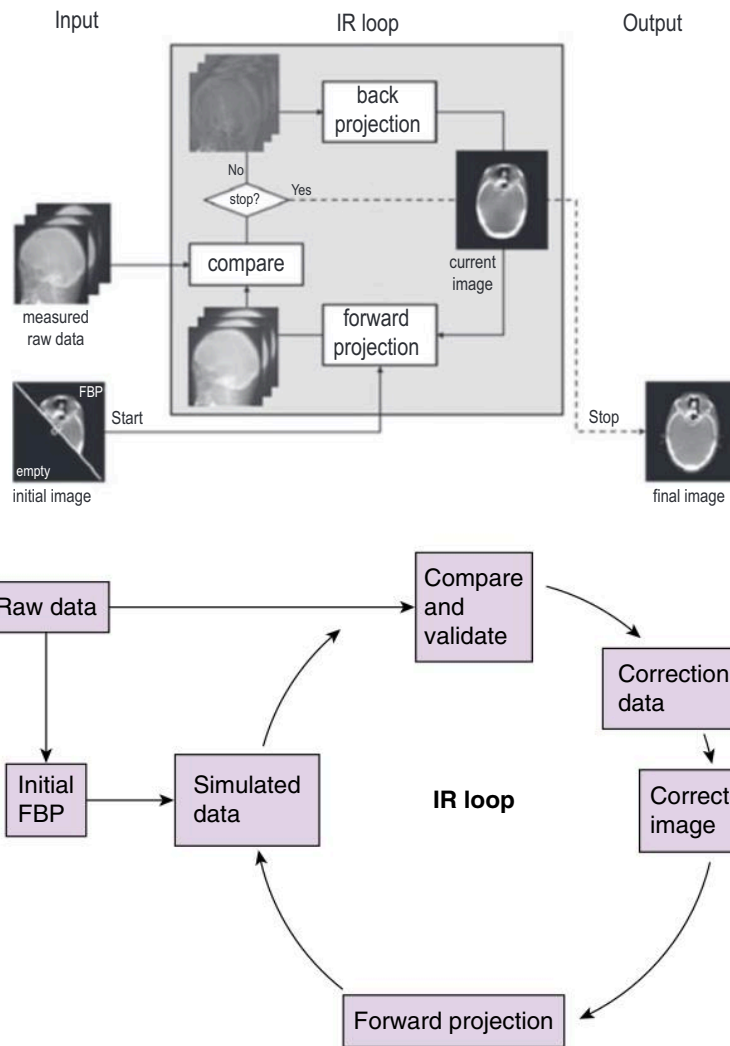 Input
IR loop
Output
back
projection
No
stop?
Yes
compare
current
image
measured
raw data
forward
projection
FBP
empty
Start
initial image
Stop
final image
Compare
and
validate
Raw data
Correction
data
Initial
FBP
Simulated
data
IR loop
Correct
image
Forward projection